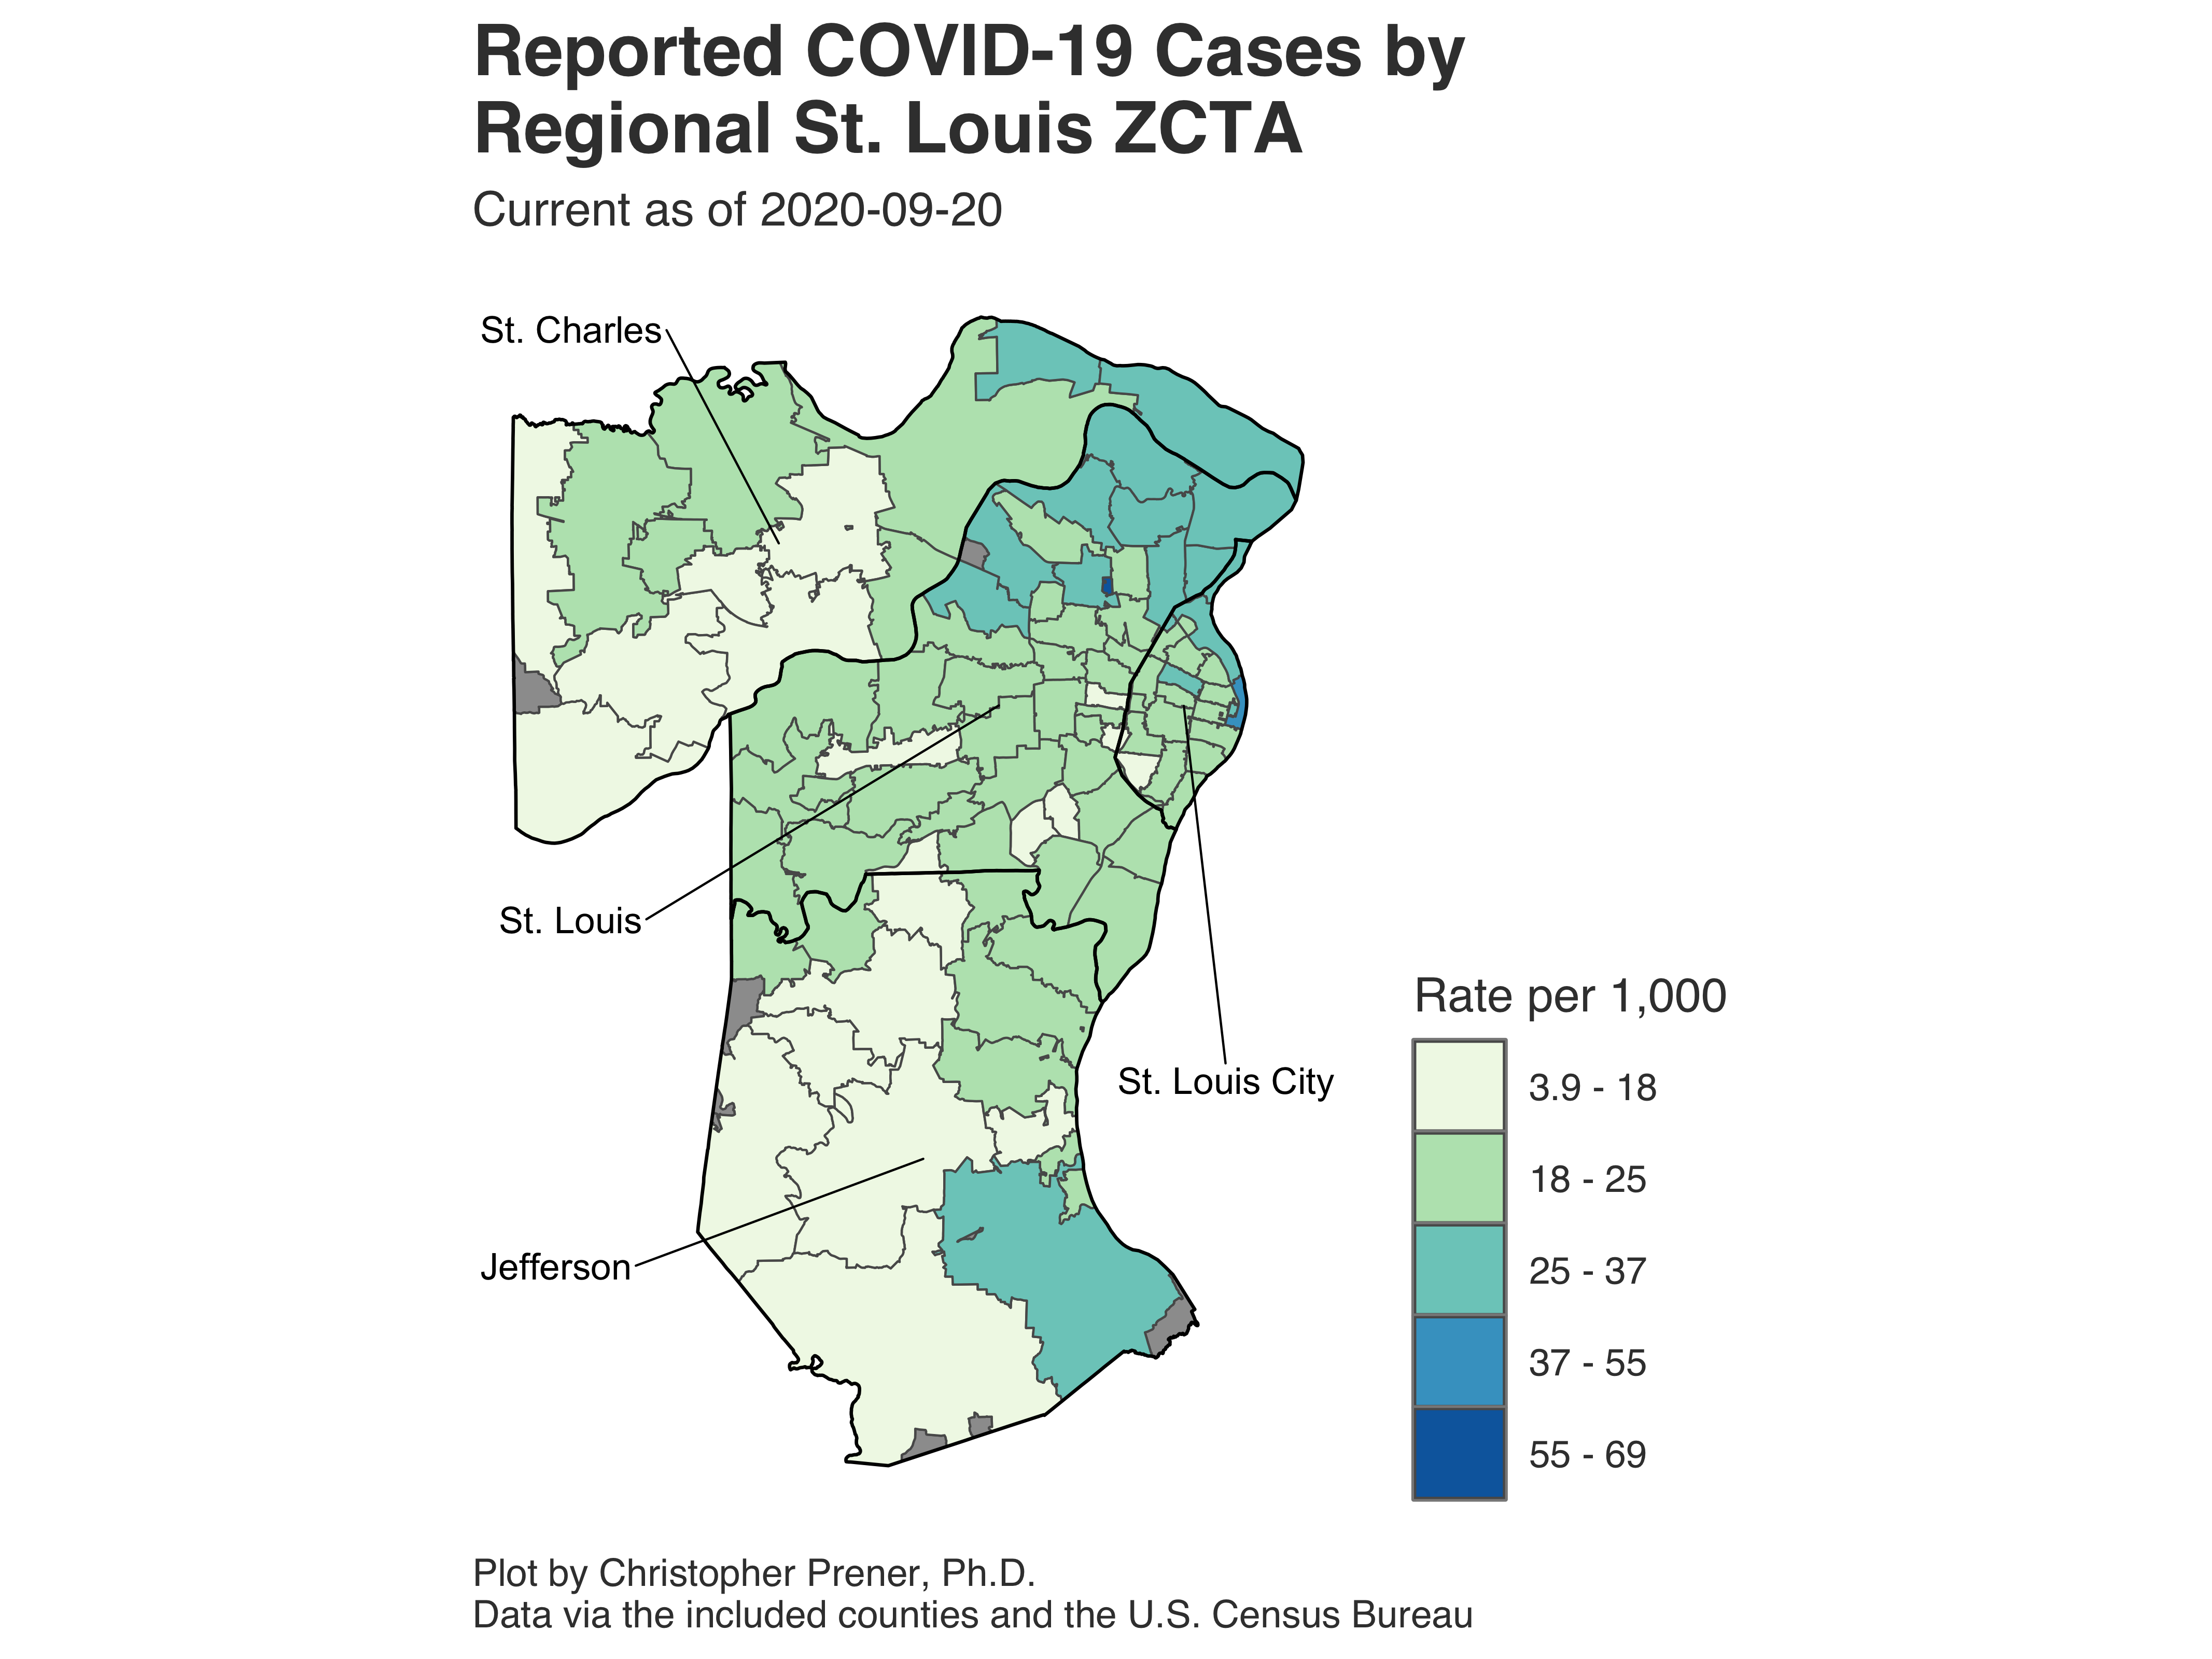 Reported COVID-19 Cases by
Regional St. Louis ZCTA
Current as of 2020-09-20
St. Charles
St. Louis
St. Louis City
Jefferson
Rate per 1,000
3.9 - 18
18 - 25
25 - 37
37 - 55
55 - 69
Plot by Christopher Prener, Ph.D.
Data via the included counties and the U.S. Census Bureau